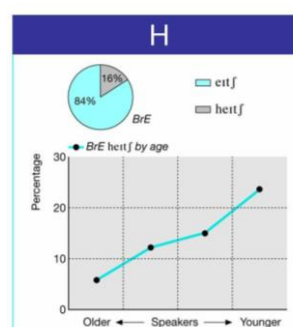 H
16%
84%
BrE
eɪtʃ
heɪtʃ
BrE heɪtʃ by age
Percentage
30
20
10
0
Older ← Speakers → Younger